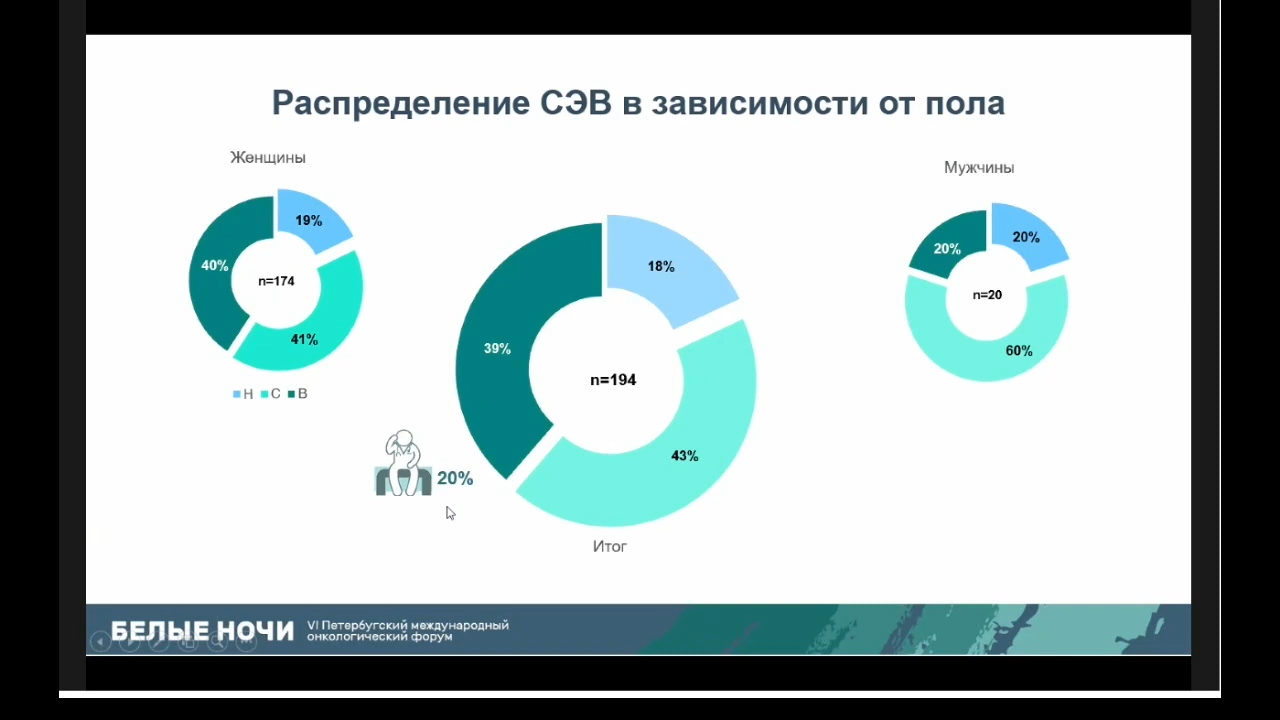 Распределение СЭВ в зависимости от пола
Женщины
19%
40%
n=174
41%
Н С В
18%
39%
n=194
43%
20%
Итог
Мужчины
20%
20%
n=20
60%
БЕЛЫЕ НОЧИ
VI Петербургский международный
онкологический форум